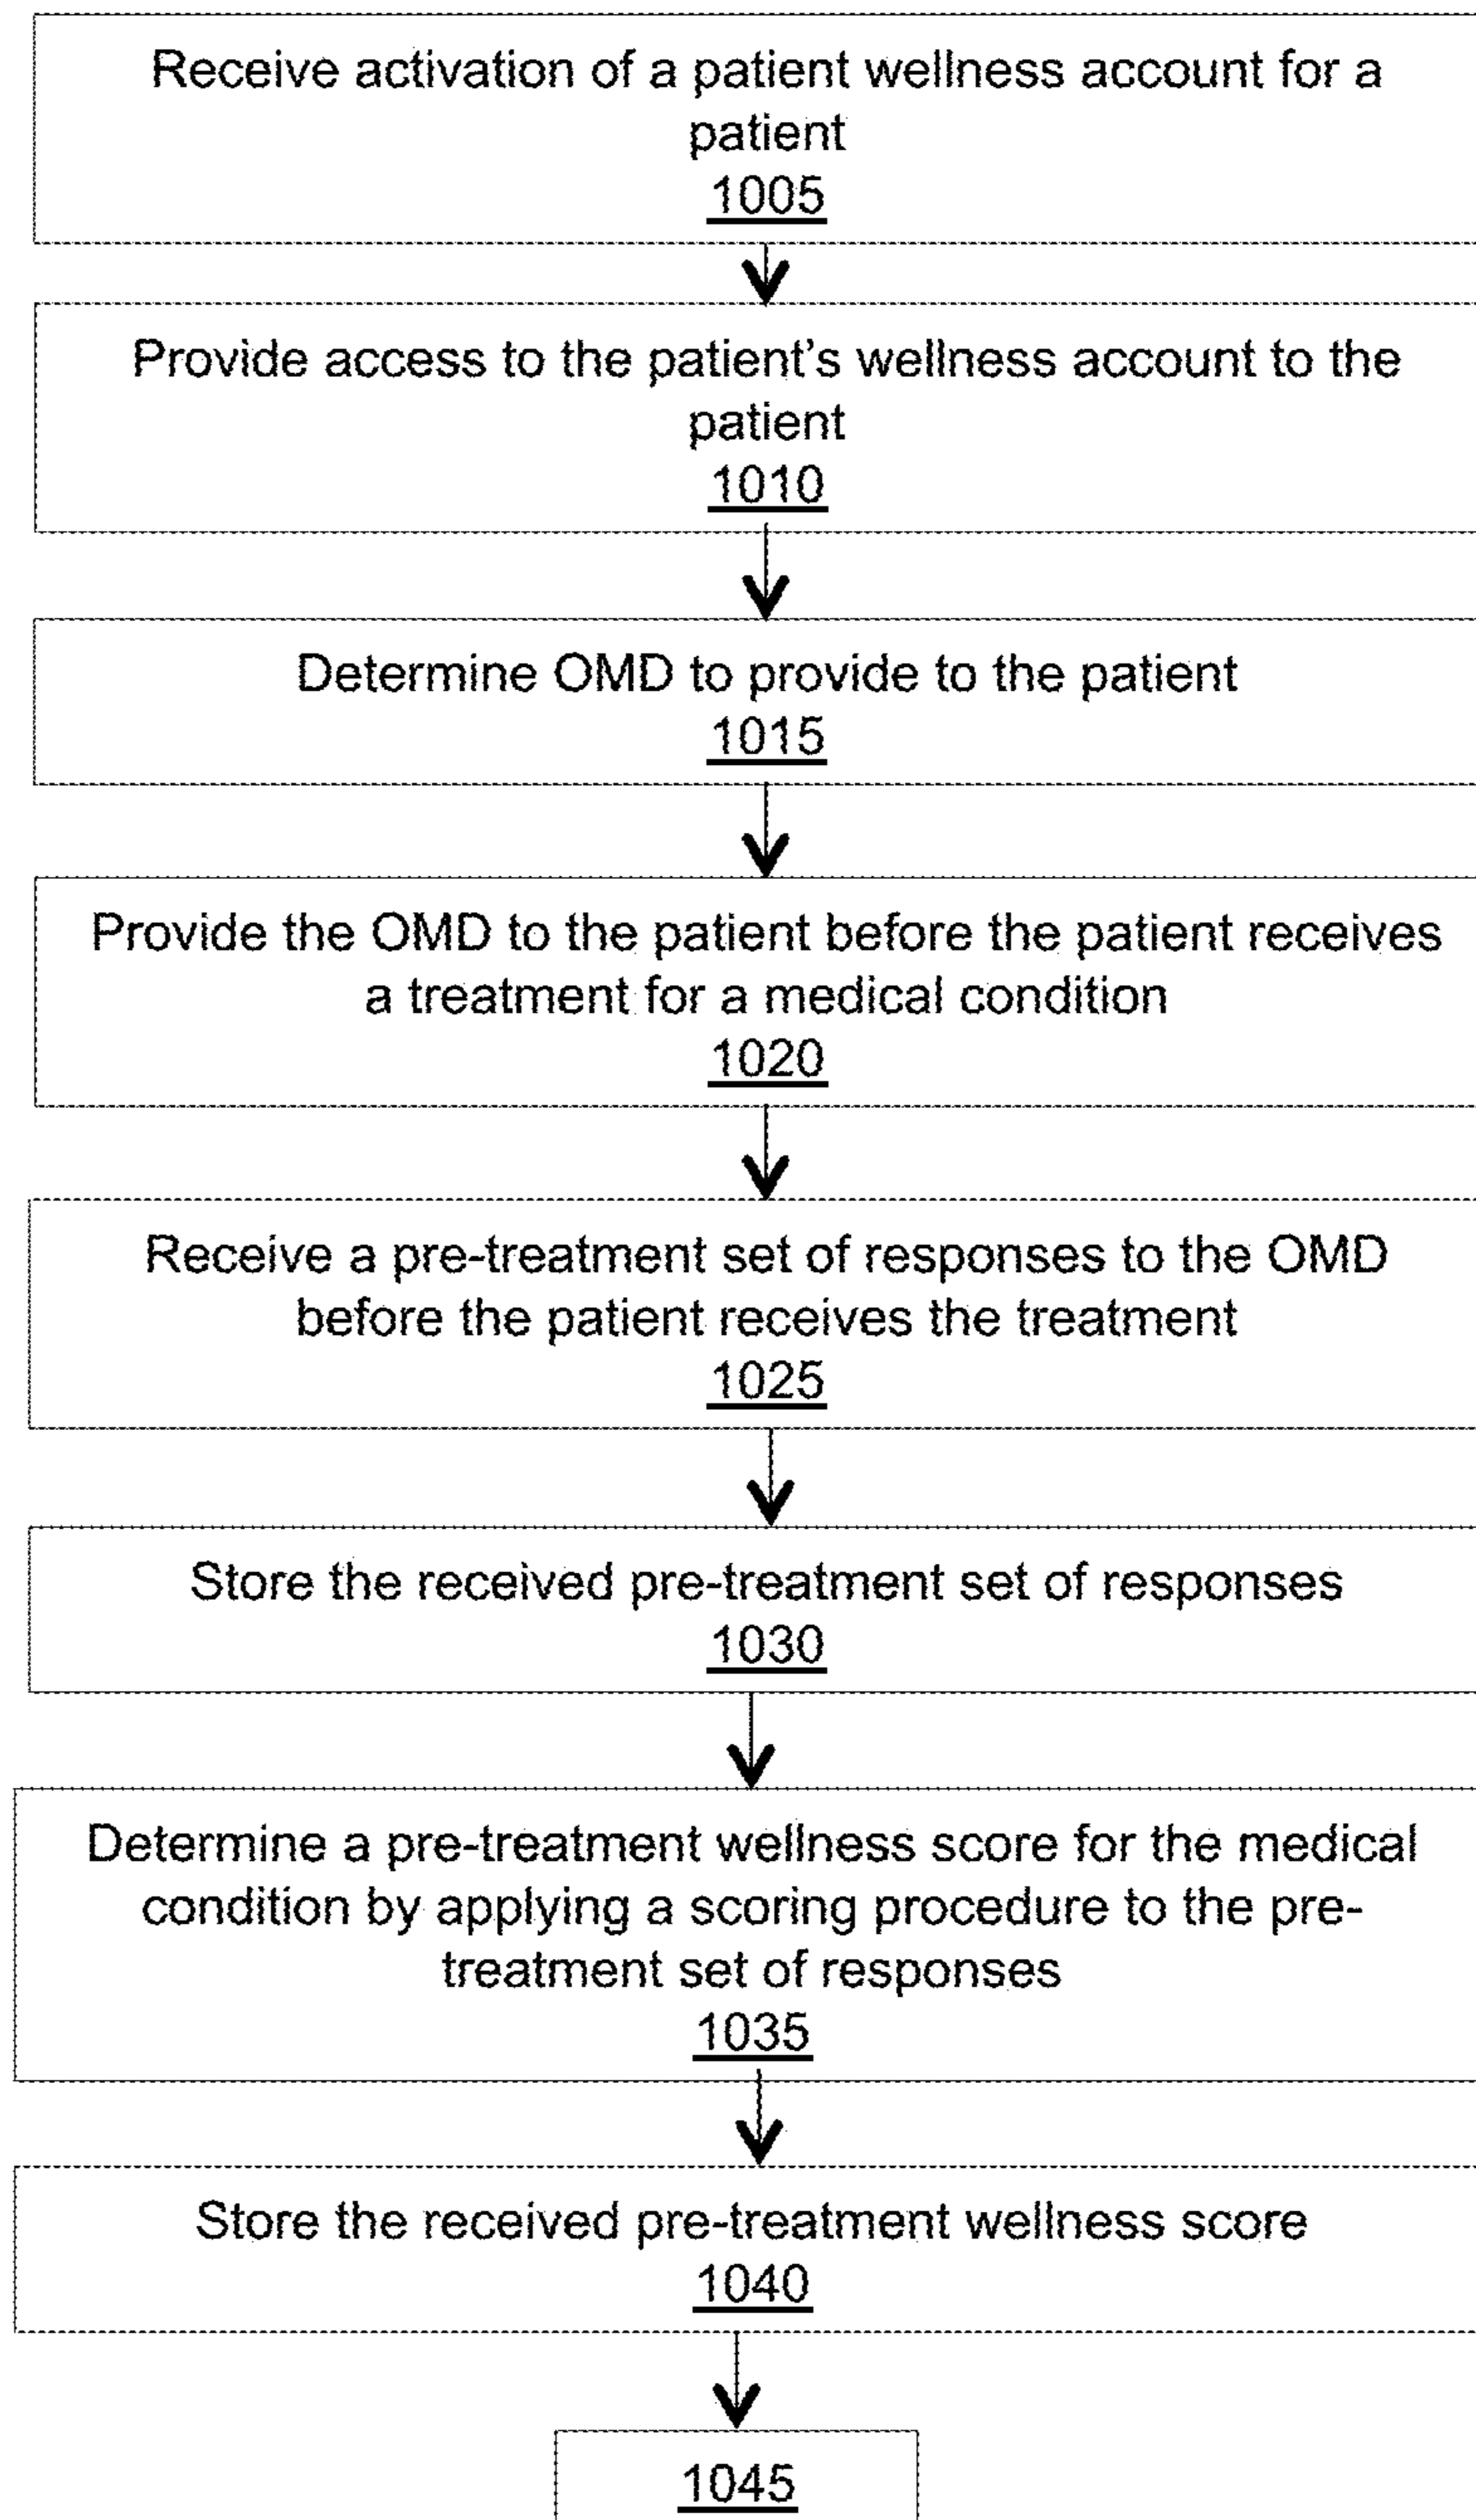 Receive activation of a patient wellness account for a
patient
1005
Provide access to the patient's wellness account to the
patient
1010
Determine OMD to provide to the patient
1015
Provide the OMD to the patient before the patient receives
a treatment for a medical condition
1020
Receive a pre-treatment set of responses to the OMD
before the patient receives the treatment
1025
Store the received pre-treatment set of responses
1030
Determine a pre-treatment wellness score for the medical
condition by applying a scoring procedure to the pre-
treatment set of responses
1035
Store the received pre-treatment wellness score
1040
1045